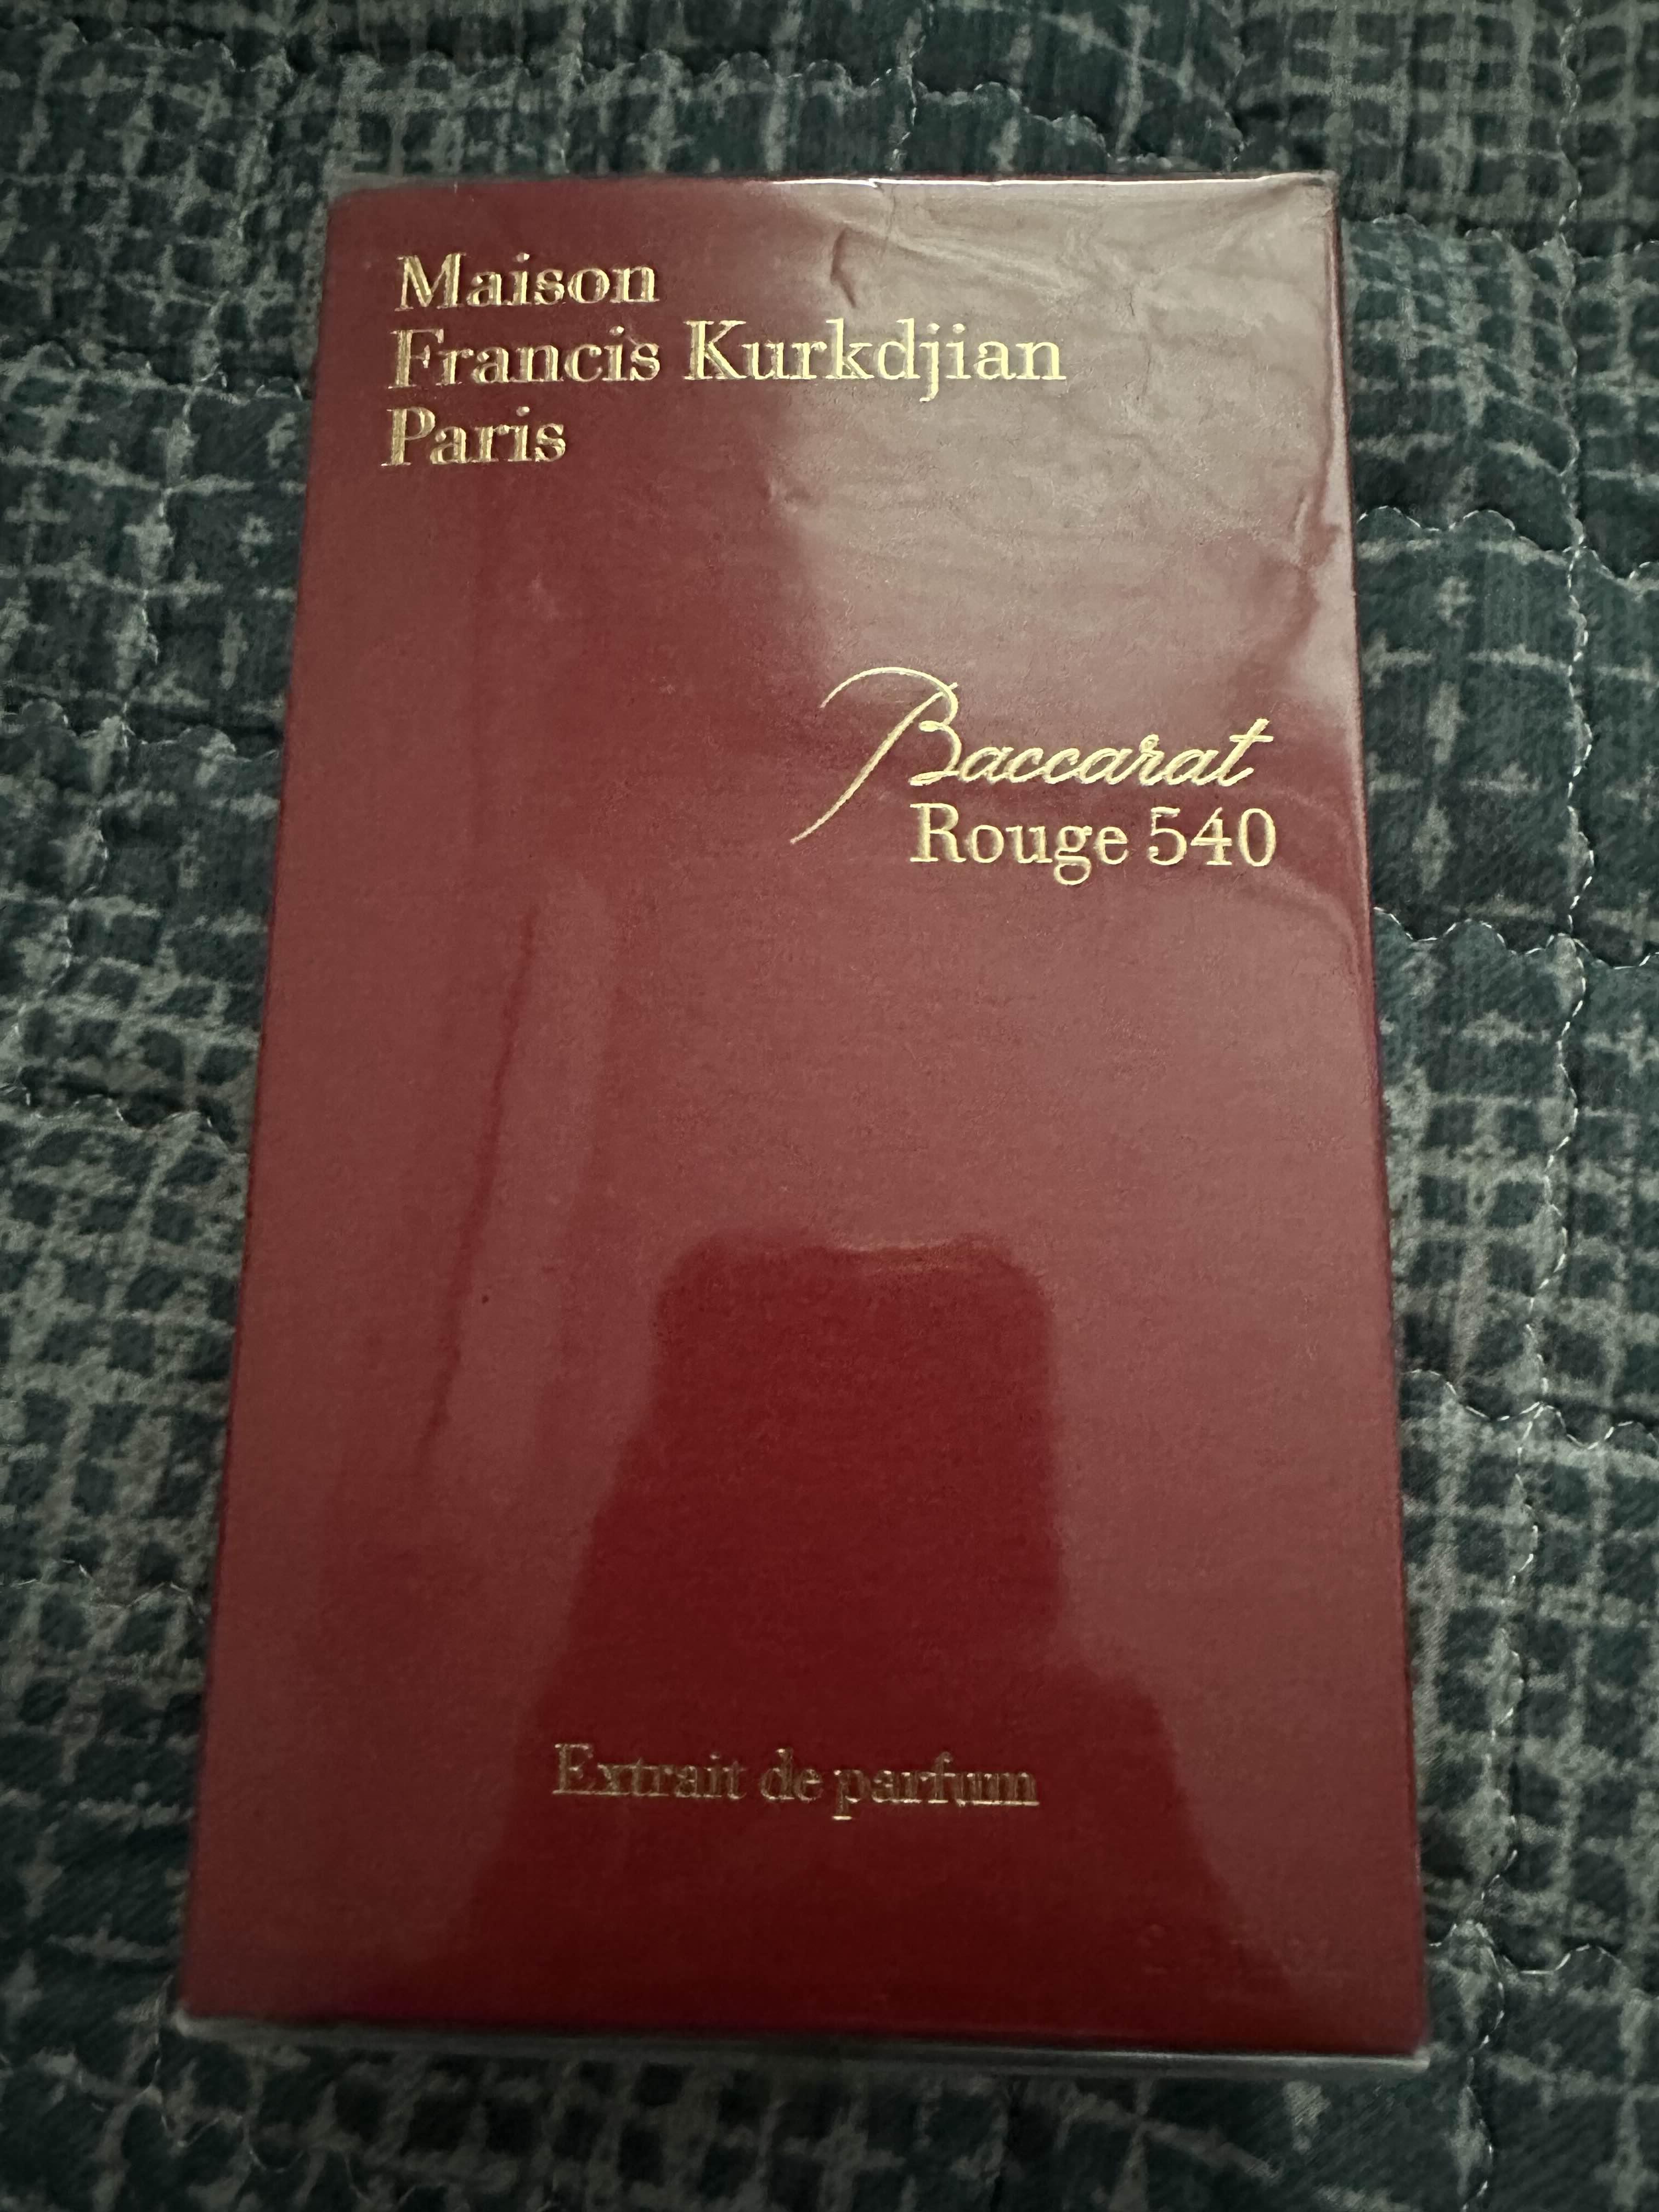 Maison
Francis Kurkdjian
Paris
Baccarat
Rouge 540
Extrait de parfum